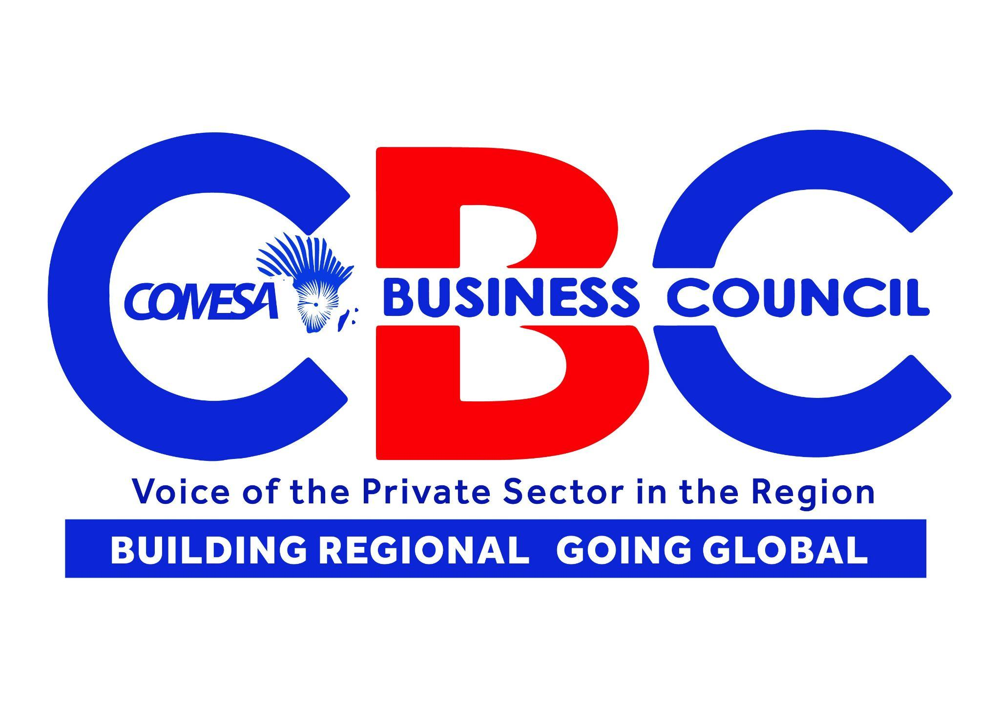 CBC
COMESA BUSINESS COUNCIL
Voice of the Private Sector in the Region
BUILDING REGIONAL GOING GLOBAL